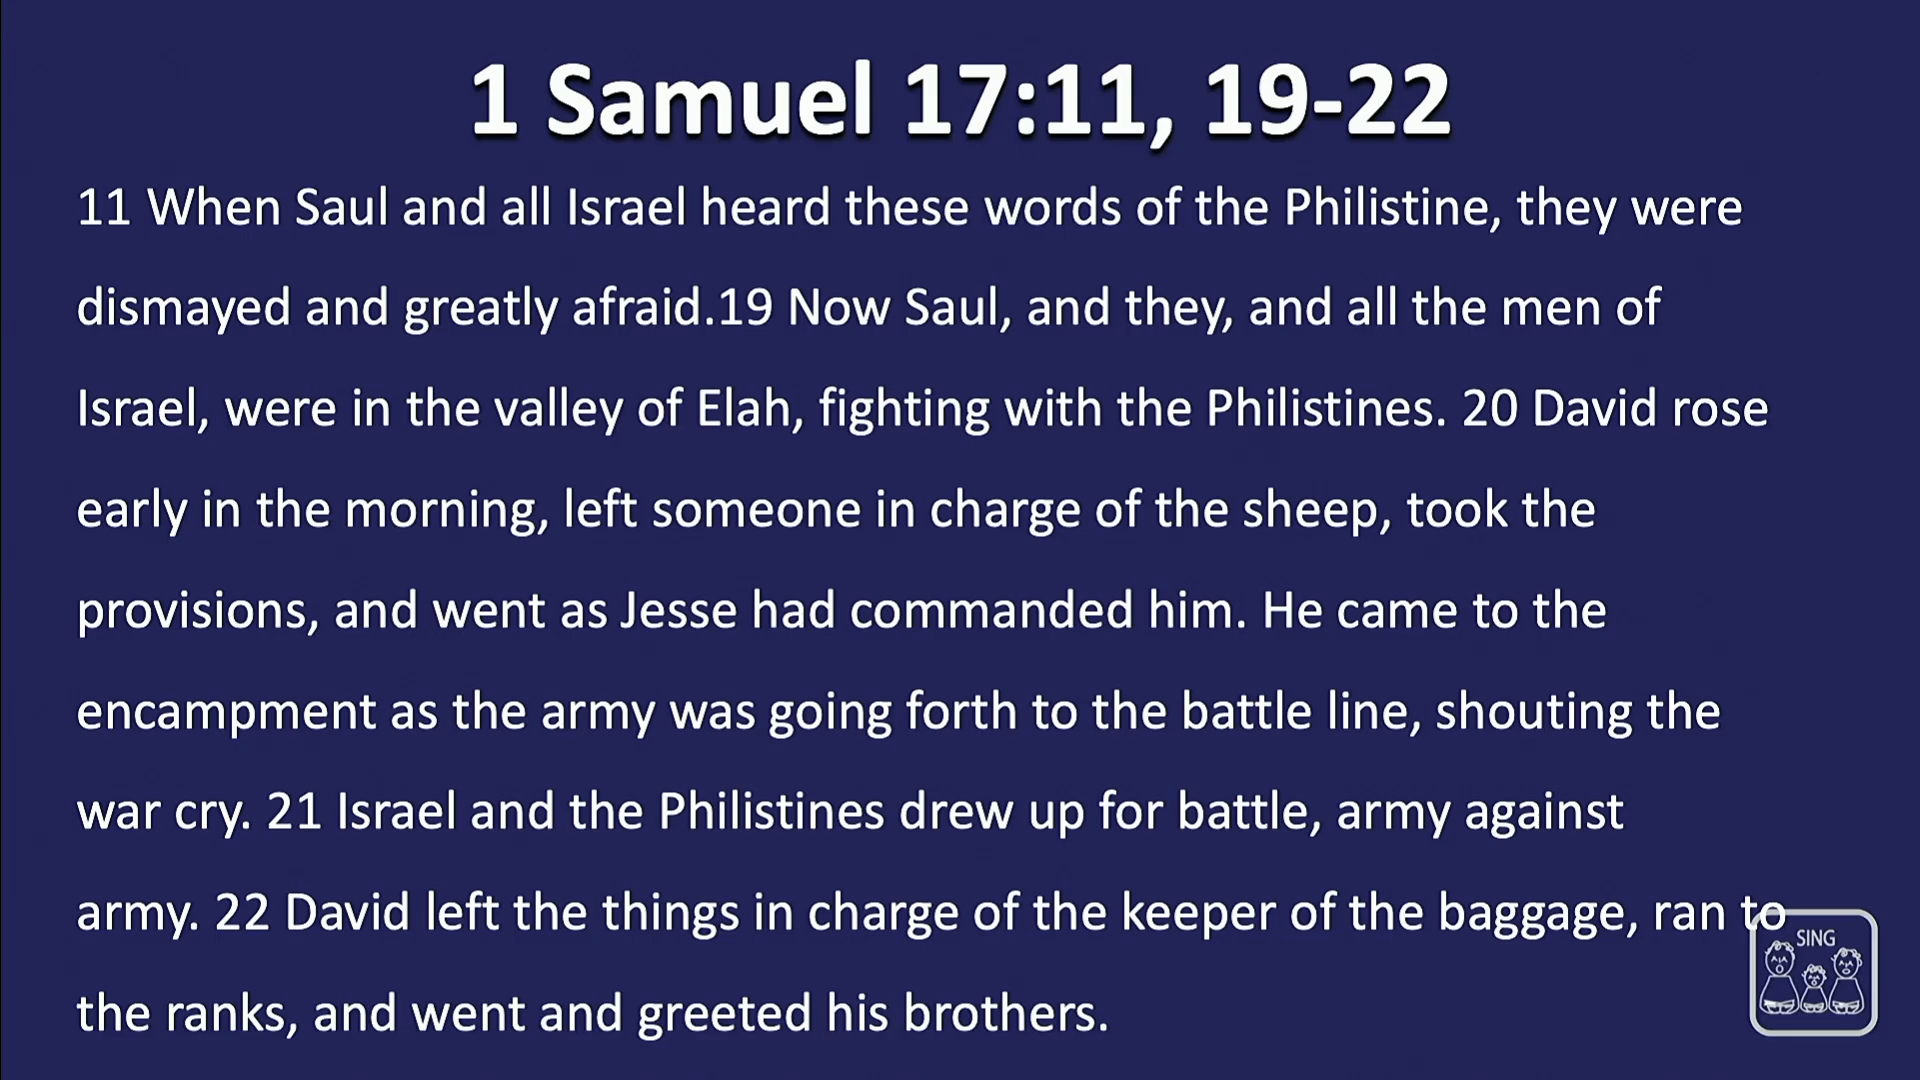 1 Samuel 17:11, 19-22
11 When Saul and all Israel heard these words of the Philistine, they were
dismayed and greatly afraid.19 Now Saul, and they, and all the men of
Israel, were in the valley of Elah, fighting with the Philistines. 20 David rose
early in the morning, left someone in charge of the sheep, took the
provisions, and went as Jesse had commanded him. He came to the
encampment as the army was going forth to the battle line, shouting the
war cry. 21 Israel and the Philistines drew up for battle, army against
army. 22 David left the things in charge of the keeper of the baggage, ran to
the ranks, and went and greeted his brothers.
SING